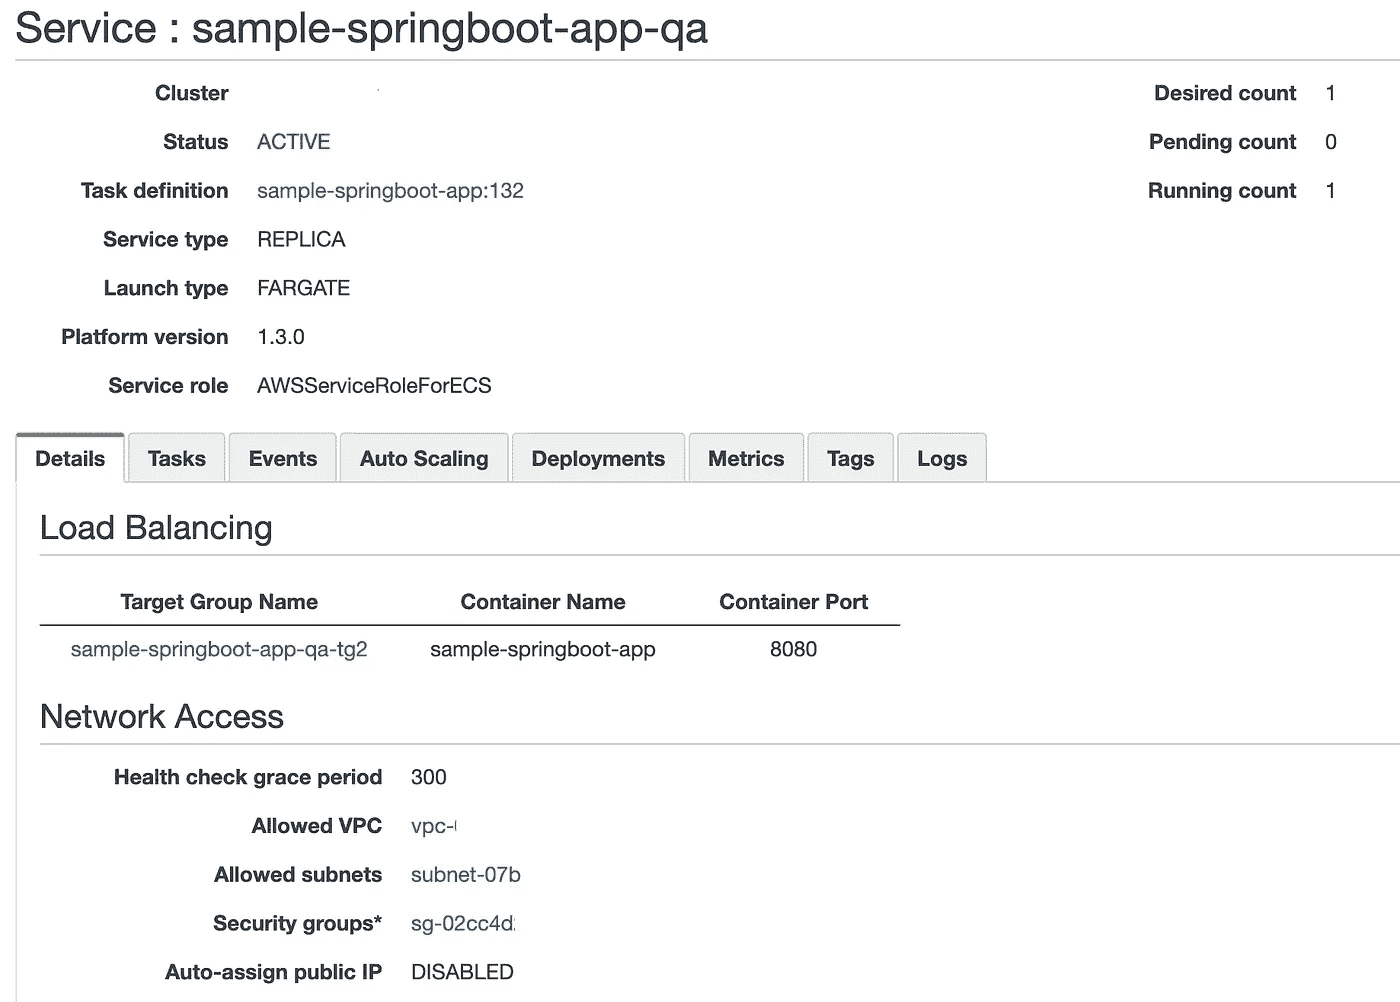 Service : sample-springboot-app-qa
Cluster
Desired count 1
Status ACTIVE
Pending count 0
Task definition sample-springboot-app:132
Running count 1
Service type REPLICA
Launch type FARGATE
Platform version 1.3.0
Service role AWSServiceRoleForECS
Details Tasks Events Auto Scaling Deployments Metrics Tags Logs
Load Balancing
Target Group Name Container Name Container Port
sample-springboot-app-qa-tg2 sample-springboot-app 8080
Network Access
Health check grace period 300
Allowed VPC vpc-
Allowed subnets subnet-07b
Security groups* sg-02cc4d
Auto-assign public IP DISABLED